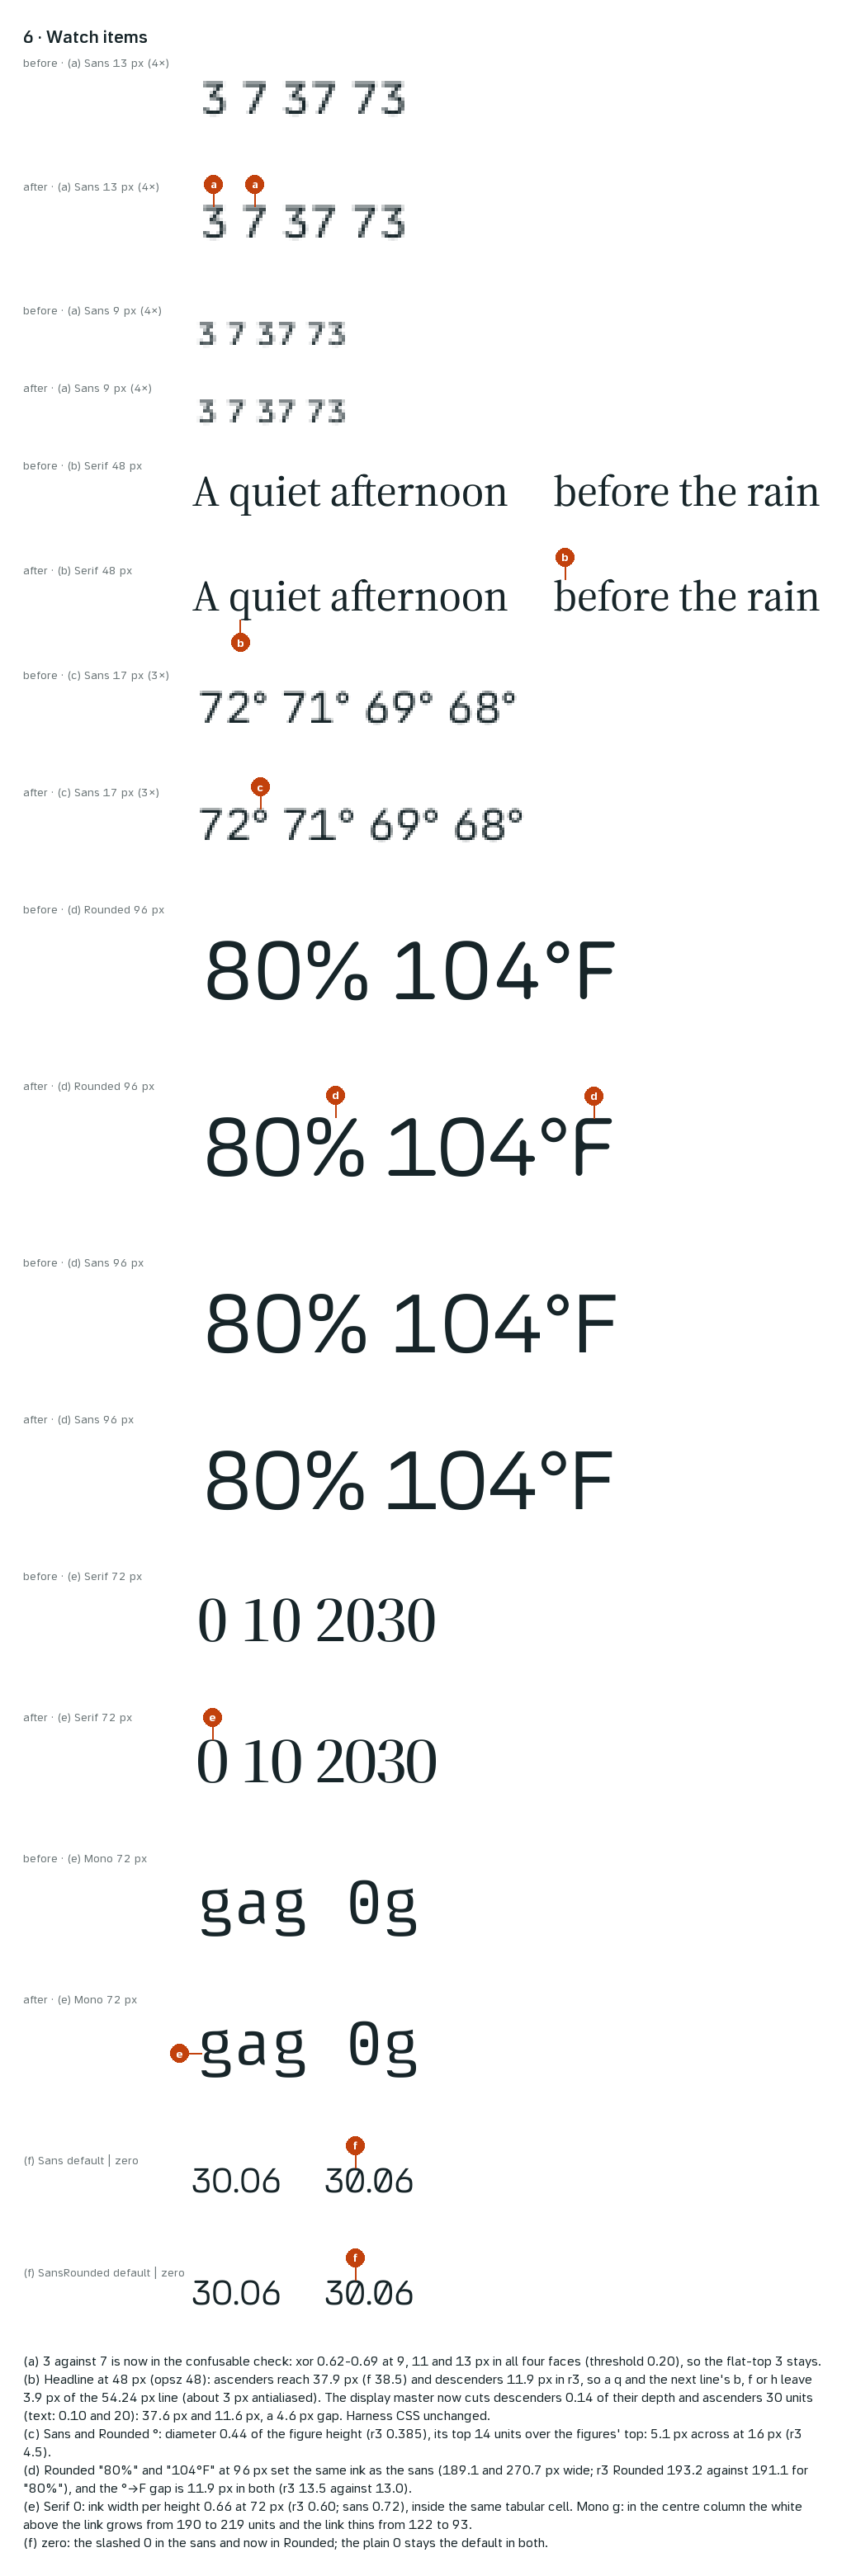 6 · Watch items
before · (a) Sans 13 px (4×)
3 7 37 73
after · (a) Sans 13 px (4×)
a a
3 7 37 73
before · (a) Sans 9 px (4×)
3 7 37 73
after · (a) Sans 9 px (4×)
3 7 37 73
before · (b) Serif 48 px
A quiet afternoon before the rain
b
after · (b) Serif 48 px
A quiet afternoon before the rain
b
before · (c) Sans 17 px (3×)
72° 71° 69° 68°
c
after · (c) Sans 17 px (3×)
72° 71° 69° 68°
before · (d) Rounded 96 px
80% 104°F
after · (d) Rounded 96 px
d d
80% 104°F
before · (d) Sans 96 px
80% 104°F
after · (d) Sans 96 px
80% 104°F
before · (e) Serif 72 px
0 10 2030
after · (e) Serif 72 px
e
0 10 2030
before · (e) Mono 72 px
gag 0g
after · (e) Mono 72 px
e
gag 0g
f
(f) Sans default | zero
30.06 30.06
f
(f) SansRounded default | zero
30.06 30.06
(a) 3 against 7 is now in the confusable check: xor 0.62-0.69 at 9, 11 and 13 px in all four faces (threshold 0.20), so the flat-top 3 stays.
(b) Headline at 48 px (opsz 48): ascenders reach 37.9 px (f 38.5) and descenders 11.9 px in r3, so a q and the next line's b, f or h leave
3.9 px of the 54.24 px line (about 3 px antialiased). The display master now cuts descenders 0.14 of their depth and ascenders 30 units
(text: 0.10 and 20): 37.6 px and 11.6 px, a 4.6 px gap. Harness CSS unchanged.
(c) Sans and Rounded °: diameter 0.44 of the figure height (r3 0.385), its top 14 units over the figures' top: 5.1 px across at 16 px (r3
4.5).
(d) Rounded "80%" and "104°F" at 96 px set the same ink as the sans (189.1 and 270.7 px wide; r3 Rounded 193.2 against 191.1 for
"80%"), and the °→F gap is 11.9 px in both (r3 13.5 against 13.0).
(e) Serif 0: ink width per height 0.66 at 72 px (r3 0.60; sans 0.72), inside the same tabular cell. Mono g: in the centre column the white
above the link grows from 190 to 219 units and the link thins from 122 to 93.
(f) zero: the slashed 0 in the sans and now in Rounded; the plain 0 stays the default in both.